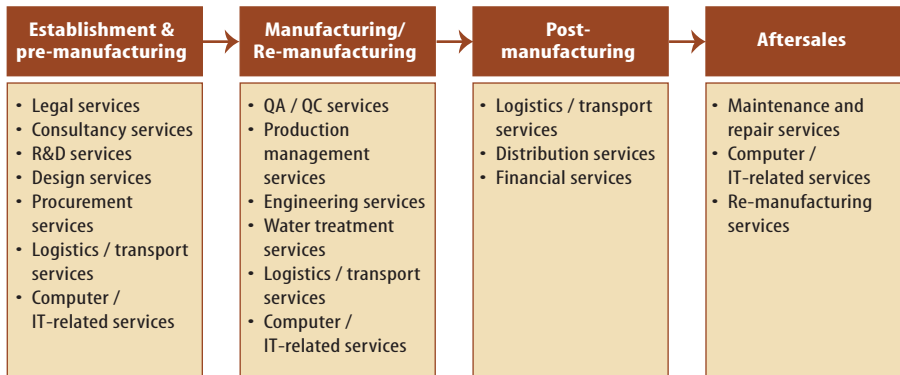 Establishment &
pre-manufacturing
• Legal services
• Consultancy services
• R&D services
• Design services
• Procurement
services
• Logistics / transport
services
• Computer /
IT-related services
Manufacturing/
Re-manufacturing
• QA / QC services
• Production
management
services
• Engineering services
• Water treatment
services
• Logistics / transport
services
• Computer /
IT-related services
Post-
manufacturing
• Logistics / transport
services
• Distribution services
• Financial services
Aftersales
• Maintenance and
repair services
• Computer /
IT-related services
• Re-manufacturing
services